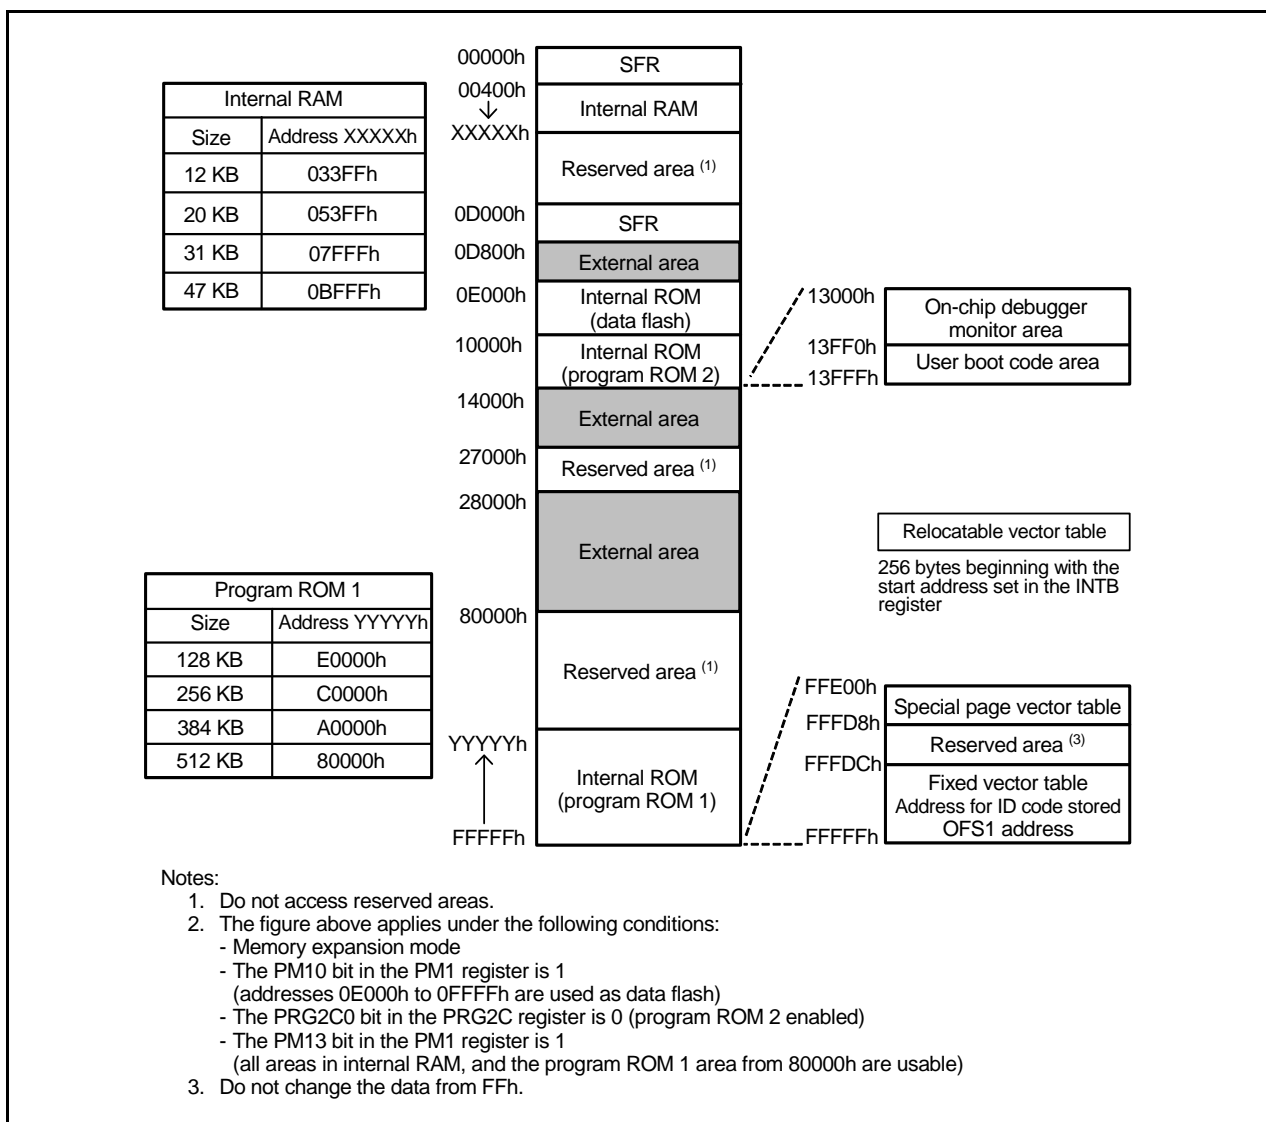 Internal RAM
Size Address XXXXXh
12 KB 033FFh
20 KB 053FFh
31 KB 07FFFh
47 KB 0BFFFh
Program ROM 1
Size Address YYYYYh
128 KB E0000h
256 KB C0000h
384 KB A0000h
512 KB 80000h
00000h
SFR
00400h
Internal RAM
XXXXXh
Reserved area (1)
0D000h
SFR
0D800h
External area
0E000h
Internal ROM
(data flash)
10000h
Internal ROM
(program ROM 2)
14000h
External area
27000h
Reserved area (1)
28000h
External area
80000h
Reserved area (1)
YYYYYh
Internal ROM
(program ROM 1)
FFFFFh
13000h
On-chip debugger
monitor area
13FF0h
User boot code area
13FFFh
Relocatable vector table
256 bytes beginning with the
start address set in the INTB
register
FFE00h
Special page vector table
FFFD8h
Reserved area (3)
FFFDCh
Fixed vector table
Address for ID code stored
OFS1 address
FFFFFh
Notes:
1. Do not access reserved areas.
2. The figure above applies under the following conditions:
- Memory expansion mode
- The PM10 bit in the PM1 register is 1
(addresses 0E000h to 0FFFFh are used as data flash)
- The PRG2C0 bit in the PRG2C register is 0 (program ROM 2 enabled)
- The PM13 bit in the PM1 register is 1
(all areas in internal RAM, and the program ROM 1 area from 80000h are usable)
3. Do not change the data from FFh.